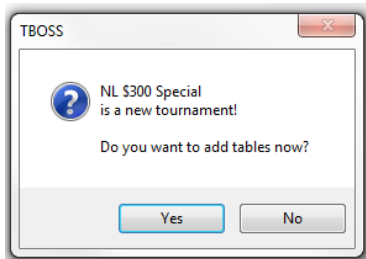 TBOSS
NL $300 Special
is a new tournament!
Do you want to add tables now?
Yes
No